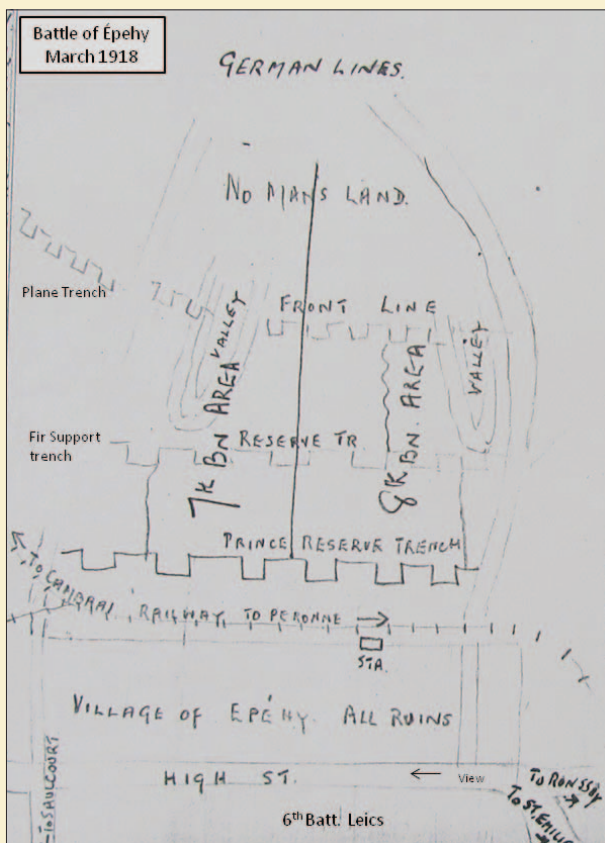 Battle of Épehy
March 1918
GERMAN LINES.
NO MANS LAND.
Plane Trench
FRONT LINE
VALLEY
VALLEY
7th BN AREA
8th BN. AREA
Fir Support
trench
RESERVE TR.
PRINCE RESERVE TRENCH
TO CAMBRAI
RAILWAY TO PERONNE
STA.
VILLAGE OF EPÉHY. ALL RUINS
HIGH ST.
View
TO SAULCOURT
TO RONSSOY
TO ST. EMILIE
6th Batt. Leics